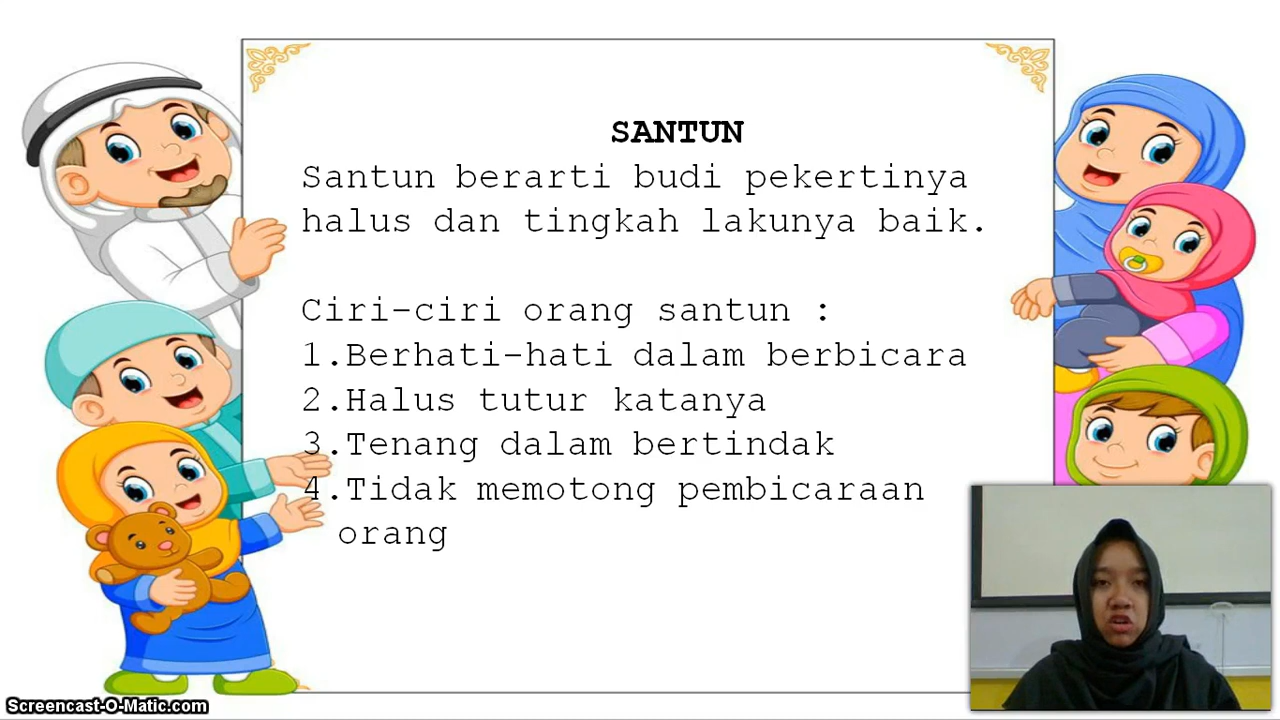 SANTUN
Santun berarti budi pekertinya
halus dan tingkah lakunya baik.
Ciri-ciri orang santun :
1.Berhati-hati dalam berbicara
2.Halus tutur katanya
3.Tenang dalam bertindak
4.Tidak memotong pembicaraan
orang
Screencast-O-Matic.com